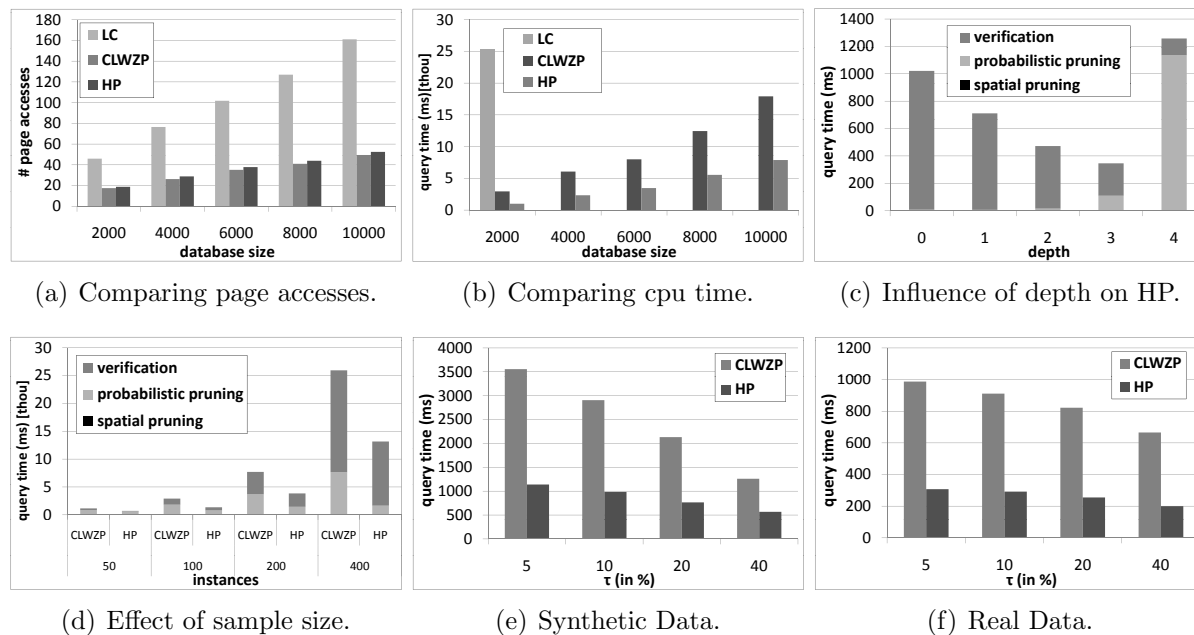 180
160
140
120
100
80
60
40
20
0
# page accesses
LC
CLWZP
HP
2000 4000 6000 8000 10000
database size
(a) Comparing page accesses.
30
25
20
15
10
5
0
query time (ms)[thou]
LC
CLWZP
HP
2000 4000 6000 8000 10000
database size
(b) Comparing cpu time.
1400
1200
1000
800
600
400
200
0
query time (ms)
verification
probabilistic pruning
spatial pruning
0 1 2 3 4
depth
(c) Influence of depth on HP.
30
25
20
15
10
5
0
query time (ms) [thou]
verification
probabilistic pruning
spatial pruning
CLWZP HP CLWZP HP CLWZP HP CLWZP HP
50 100 200 400
instances
(d) Effect of sample size.
4000
3500
3000
2500
2000
1500
1000
500
0
query time (ms)
CLWZP
HP
5 10 20 40
τ (in %)
(e) Synthetic Data.
1200
1000
800
600
400
200
0
query time (ms)
CLWZP
HP
5 10 20 40
τ (in %)
(f) Real Data.